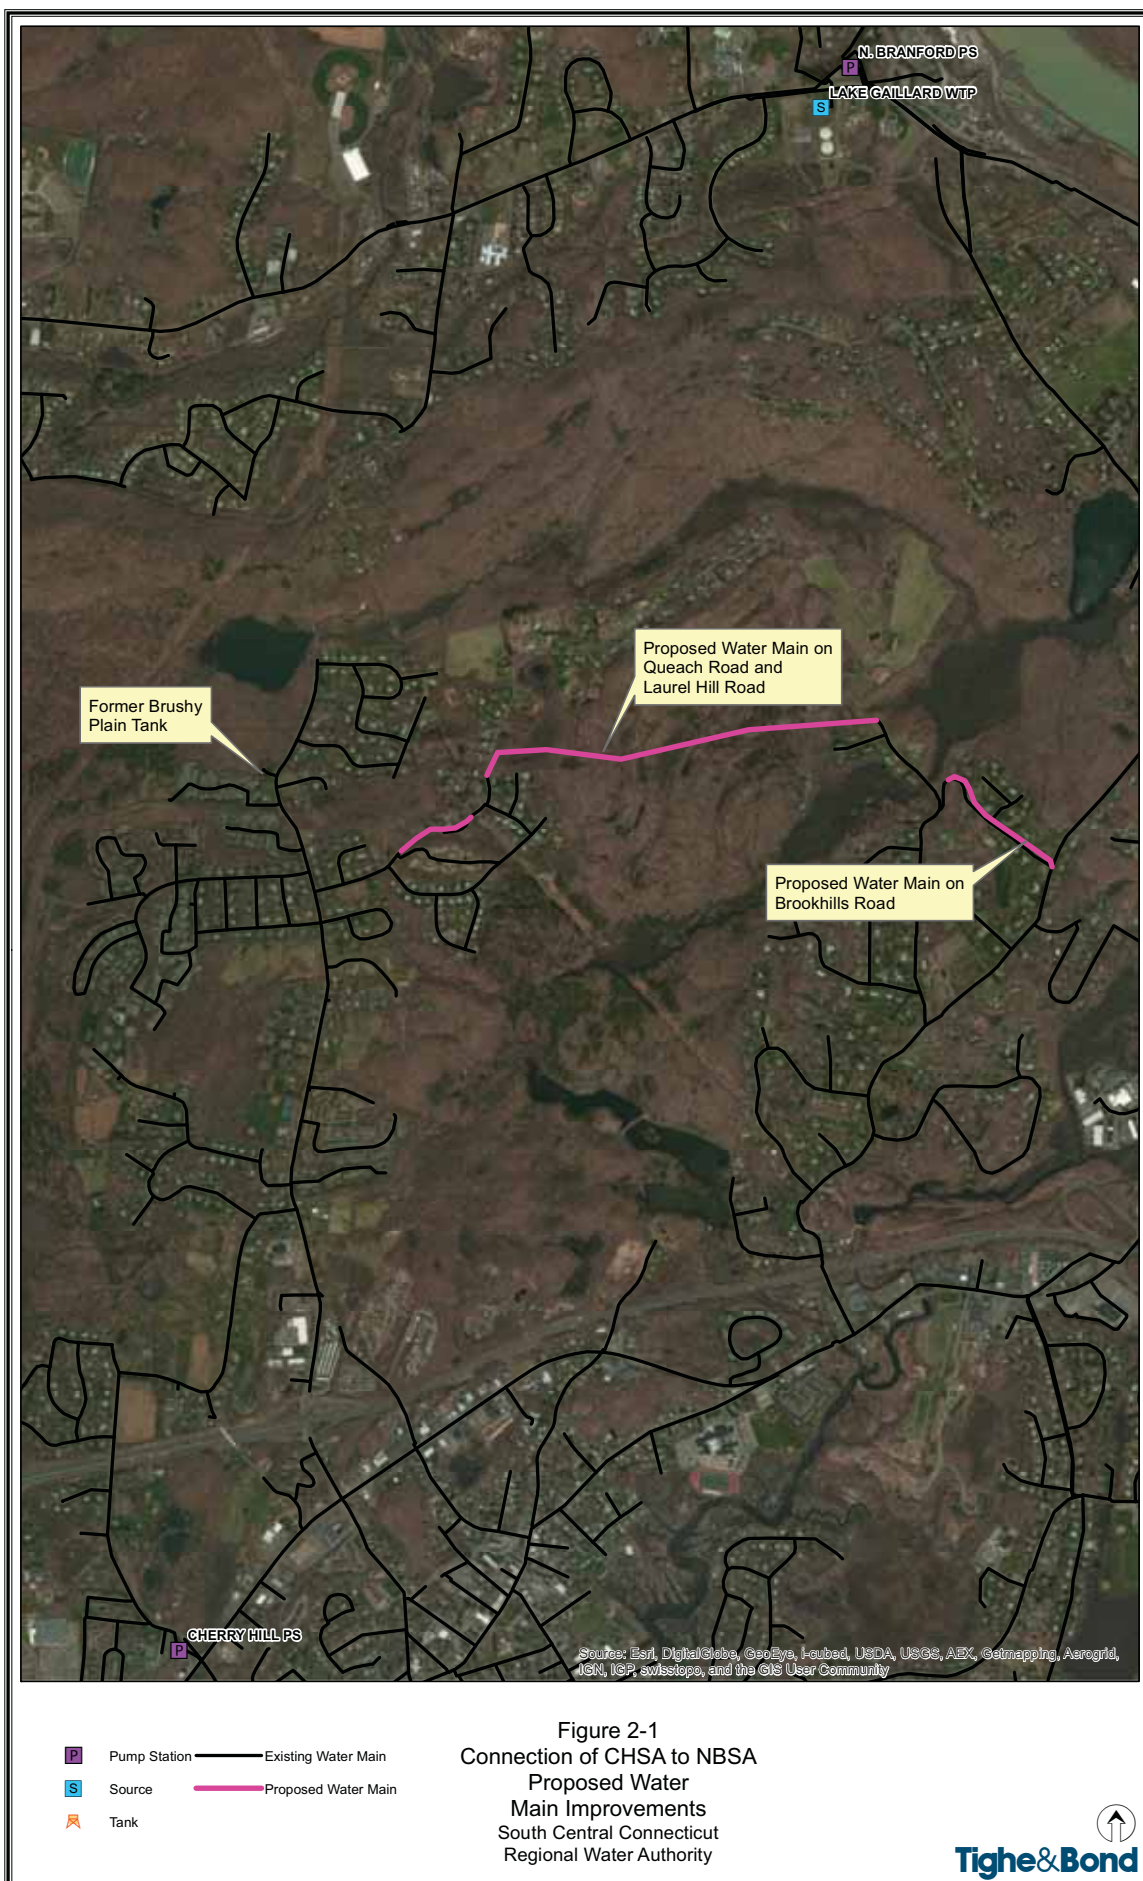 N. BRANFORD PS
P
LAKE GAILLARD WTP
S
Proposed Water Main on
Queach Road and
Laurel Hill Road
Former Brushy
Plain Tank
Proposed Water Main on
Brookhills Road
CHERRY HILL PS
P
Source: Esri, DigitalGlobe, GeoEye, i-cubed, USDA, USGS, AEX, Getmapping, Aerogrid,
IGN, IGP, swisstopo, and the GIS User Community
P Pump Station
Existing Water Main
S Source
Proposed Water Main
Tank
Figure 2-1
Connection of CHSA to NBSA
Proposed Water
Main Improvements
South Central Connecticut
Regional Water Authority
Tighe&Bond